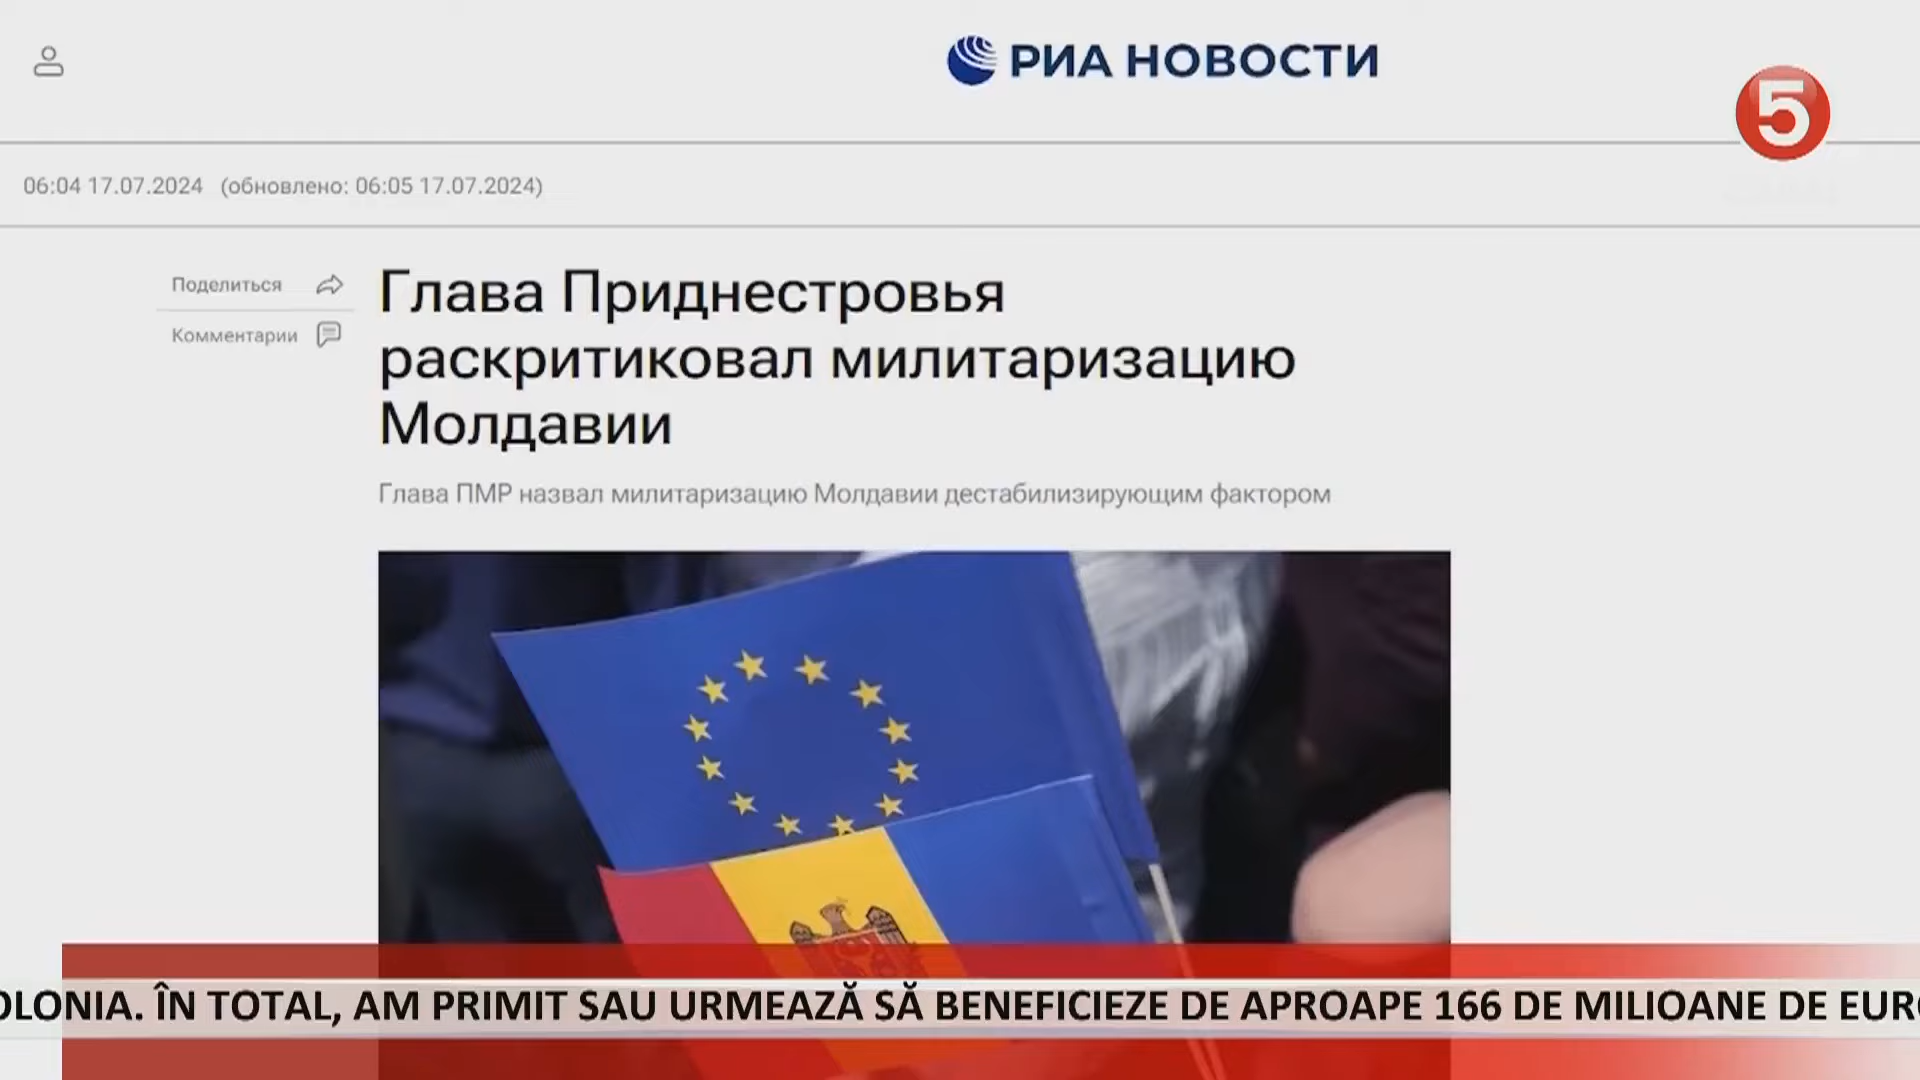 РИА НОВОСТИ
5
06:04 17.07.2024 (обновлено: 06:05 17.07.2024)
Поделиться
Комментарии
Глава Приднестровья
раскритиковал милитаризацию
Молдавии
Глава ПМР назвал милитаризацию Молдавии дестабилизирующим фактором
OLONIA. ÎN TOTAL, AM PRIMIT SAU URMEAZĂ SĂ BENEFICIEZE DE APROAPE 166 DE MILIOANE DE EURO